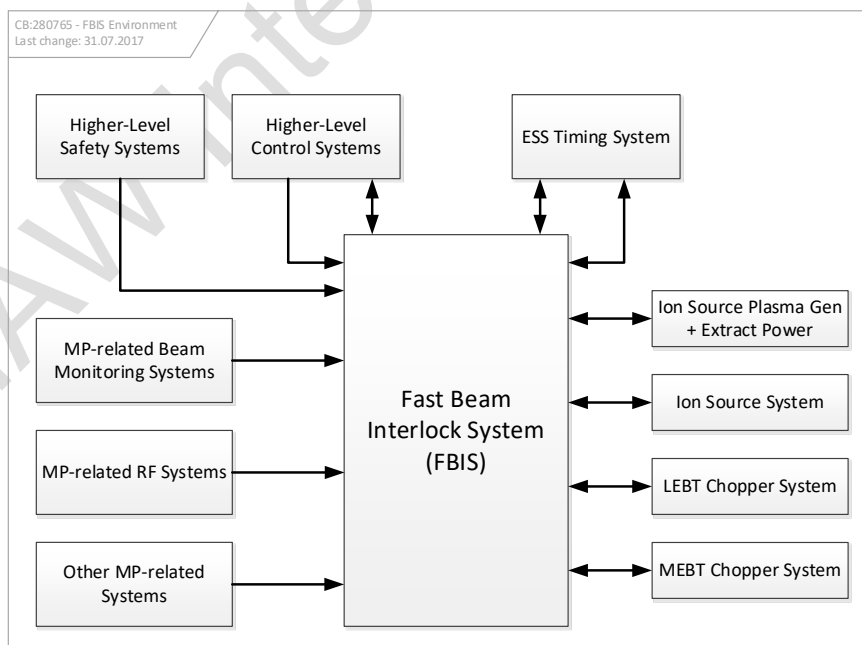 CB:280765 - FBIS Environment
Last change: 31.07.2017
Higher-Level
Safety Systems
Higher-Level
Control Systems
ESS Timing System
Ion Source Plasma Gen
+ Extract Power
MP-related Beam
Monitoring Systems
Fast Beam
Interlock System
(FBIS)
Ion Source System
MP-related RF Systems
LEBT Chopper System
Other MP-related
Systems
MEBT Chopper System